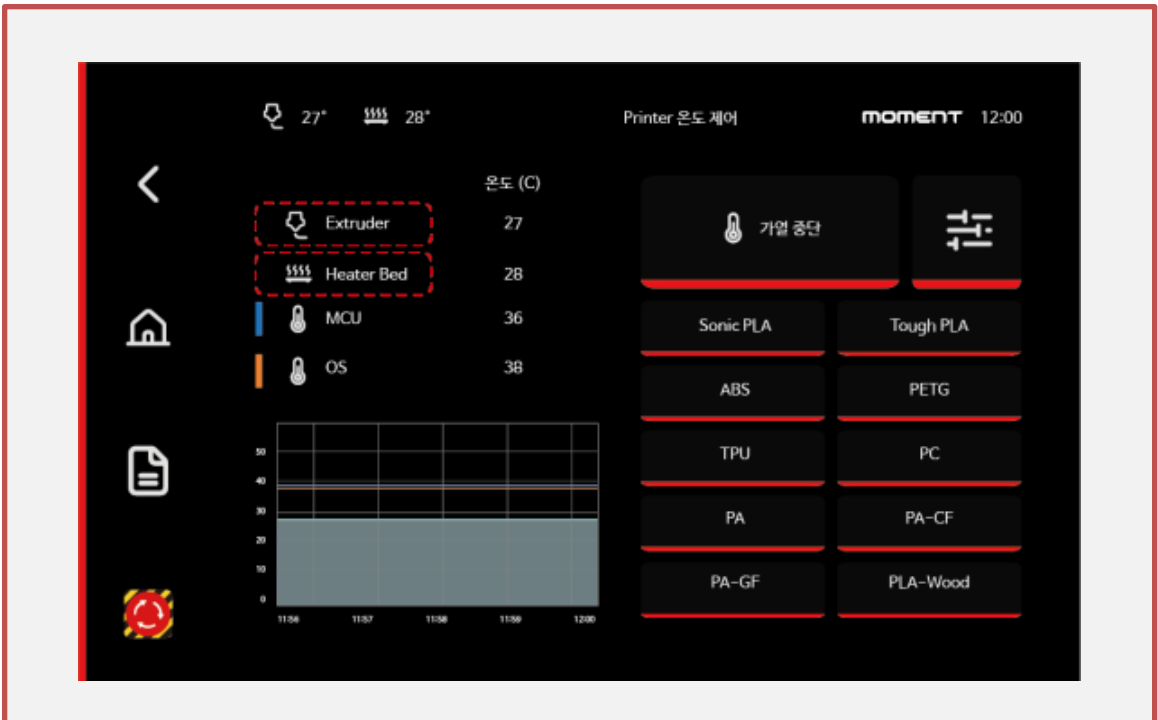 27° 28° Printer 온도 제어 moment 12:00
온도 (C)
Extruder 27
Heater Bed 28
MCU 36
OS 38
가열 중단
Sonic PLA Tough PLA
ABS PETG
TPU PC
PA PA-CF
PA-GF PLA-Wood
50
40
30
20
10
0
11:56 11:57 11:58 11:59 12:00